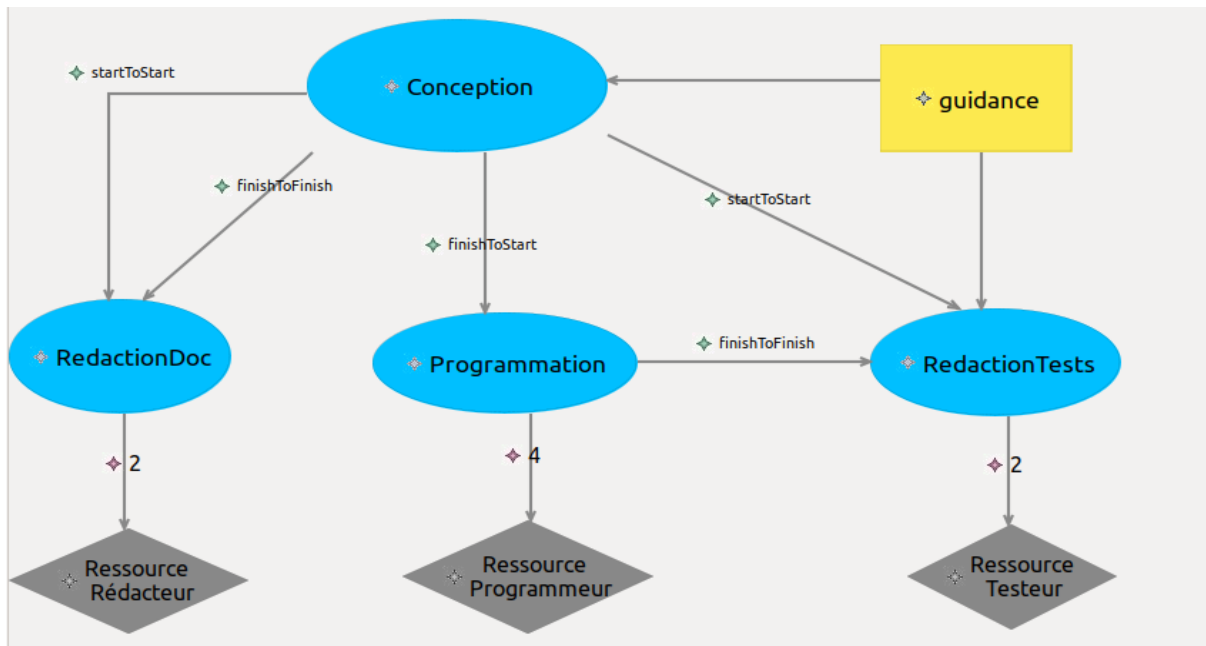 startToStart
Conception
guidance
finishToFinish
startToStart
finishToStart
finishToFinish
RedactionDoc
Programmation
RedactionTests
2
4
2
Ressource
Rédacteur
Ressource
Programmeur
Ressource
Testeur